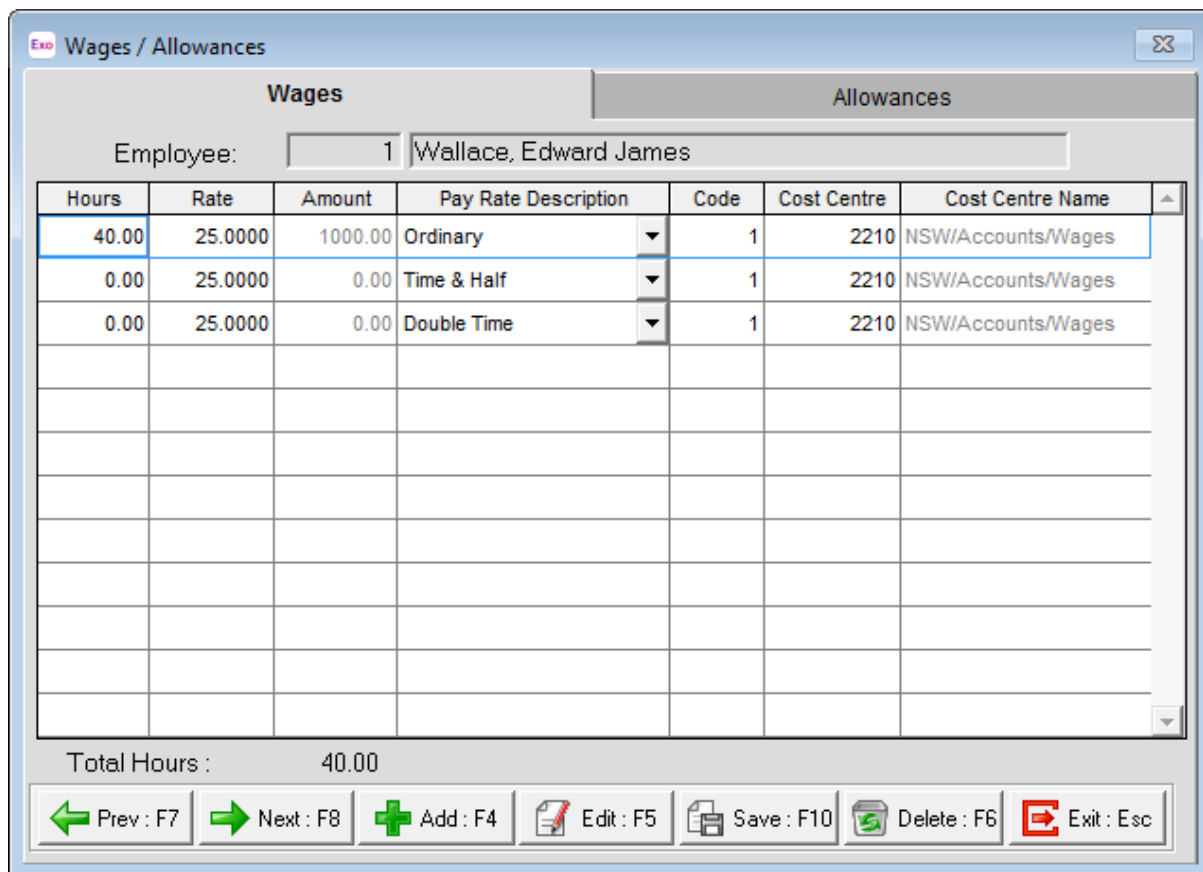 Exo Wages / Allowances
Wages Allowances
Employee: 1 Wallace, Edward James
Hours Rate Amount Pay Rate Description Code Cost Centre Cost Centre Name
40.00 25.0000 1000.00 Ordinary 1 2210 NSW/Accounts/Wages
0.00 25.0000 0.00 Time & Half 1 2210 NSW/Accounts/Wages
0.00 25.0000 0.00 Double Time 1 2210 NSW/Accounts/Wages
Total Hours : 40.00
Prev : F7 Next : F8 Add : F4 Edit : F5 Save : F10 Delete : F6 Exit : Esc